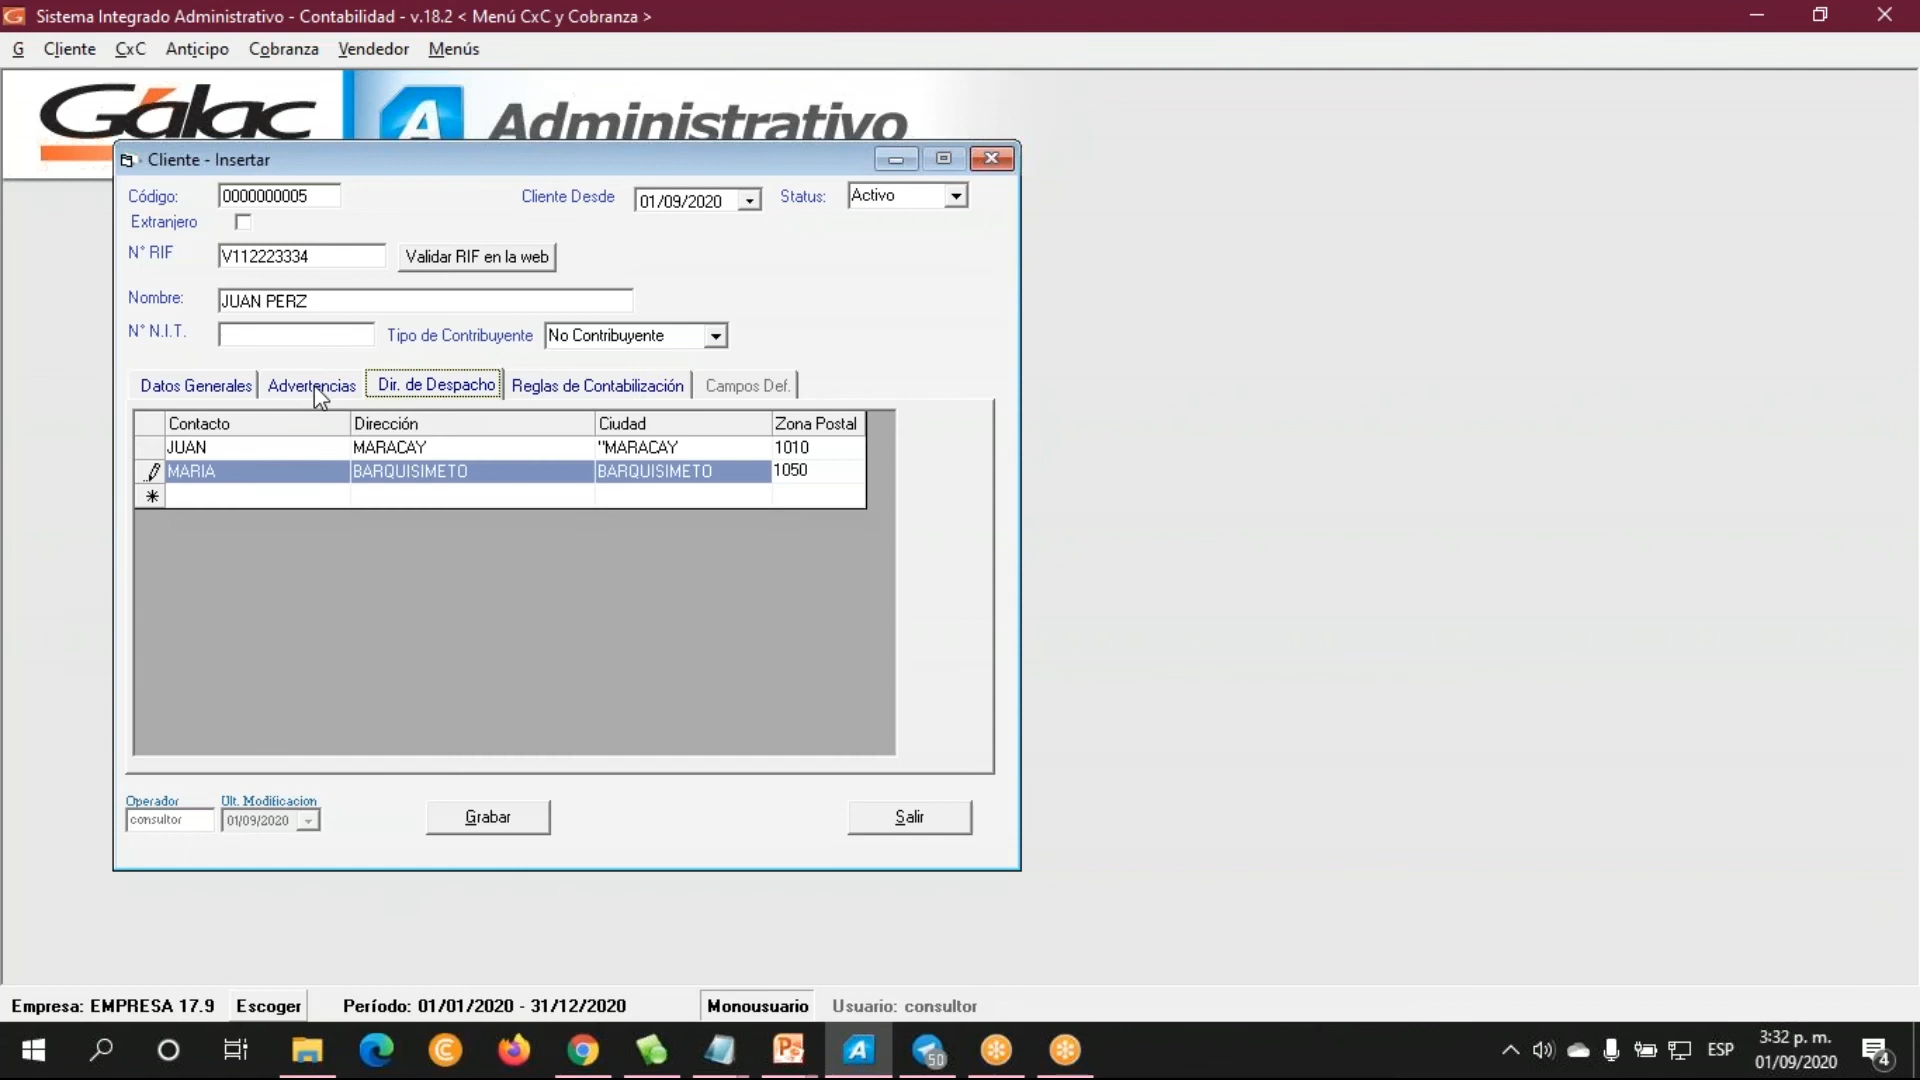 Sistema Integrado Administrativo - Contabilidad - v.18.2 < Menú CxC y Cobranza >
G Cliente CxC Anticipo Cobranza Vendedor Menús
Gálac A Administrativo
Cliente - Insertar
Código: 0000000005 Cliente Desde 01/09/2020 Status: Activo
Extranjero
N° RIF V112223334 Validar RIF en la web
Nombre: JUAN PERZ
N° N.I.T. Tipo de Contribuyente No Contribuyente
Datos Generales Advertencias Dir. de Despacho Reglas de Contabilización Campos Def.
Contacto Dirección Ciudad Zona Postal
JUAN MARACAY "MARACAY 1010
MARIA BARQUISIMETO BARQUISIMETO 1050
Operador Ult. Modificacion
consultor 01/09/2020 Grabar Salir
Empresa: EMPRESA 17.9 Escoger Período: 01/01/2020 - 31/12/2020 Monousuario Usuario: consultor
A 50 ESP 3:32 p. m.
01/09/2020 4